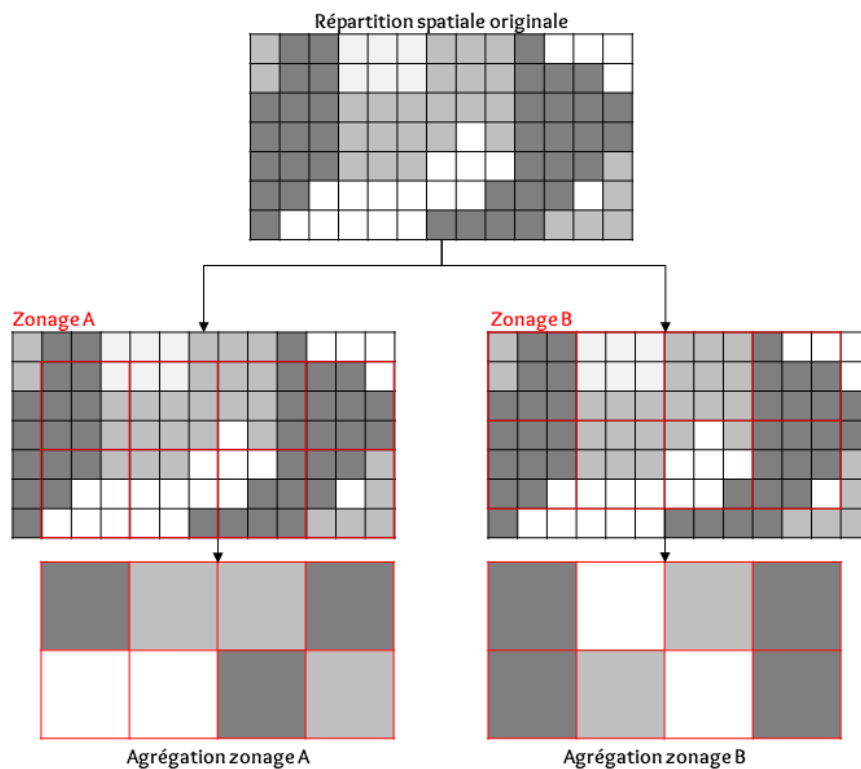 Répartition spatiale originale
Zonage A
Zonage B
Agrégation zonage A
Agrégation zonage B